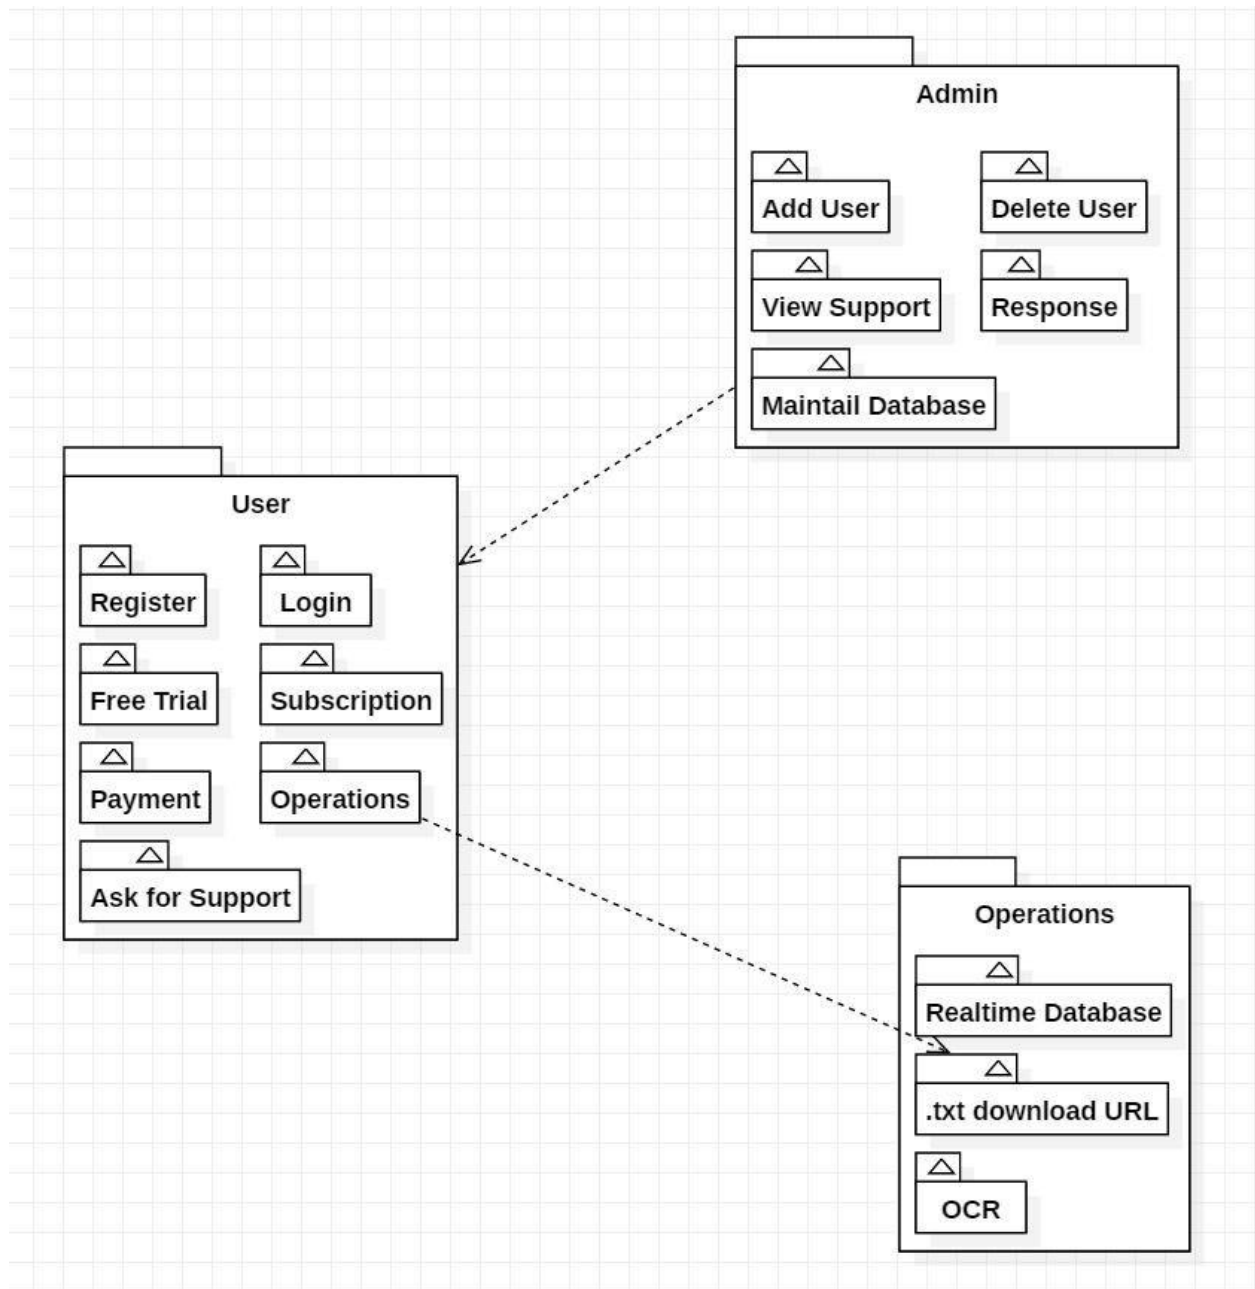 Admin
Add User
Delete User
View Support
Response
Maintail Database
User
Register
Login
Free Trial
Subscription
Payment
Operations
Ask for Support
Operations
Realtime Database
.txt download URL
OCR